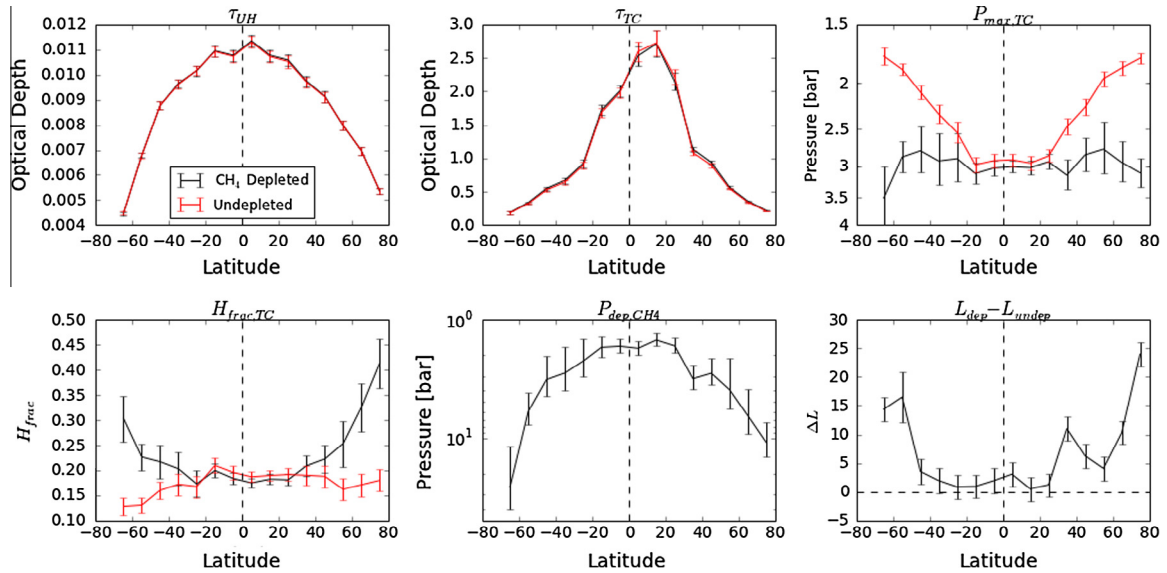 τ_UH
Optical Depth
0.012
0.011
0.010
0.009
0.008
0.007
0.006
0.005
0.004
CH₄ Depleted
Undepleted
−80 −60 −40 −20 0 20 40 60 80
Latitude
τ_TC
Optical Depth
3.0
2.5
2.0
1.5
1.0
0.5
0.0
−80 −60 −40 −20 0 20 40 60 80
Latitude
P_max,TC
Pressure [bar]
1.5
2
2.5
3
3.5
4
−80 −60 −40 −20 0 20 40 60 80
Latitude
H_frac,TC
H_frac
0.50
0.45
0.40
0.35
0.30
0.25
0.20
0.15
0.10
−80 −60 −40 −20 0 20 40 60 80
Latitude
P_dep,CH4
Pressure [bar]
10⁰
10¹
−80 −60 −40 −20 0 20 40 60 80
Latitude
L_dep−L_undep
ΔL
30
25
20
15
10
5
0
−5
−80 −60 −40 −20 0 20 40 60 80
Latitude